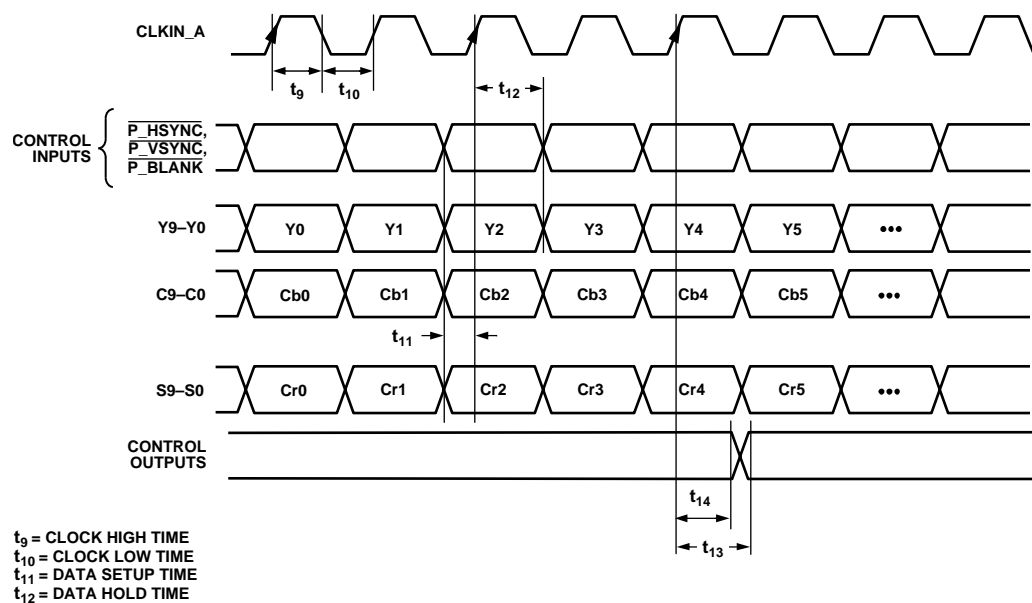 CLKIN_A
t9 t10 t12
CONTROL INPUTS
P_HSYNC,
P_VSYNC,
P_BLANK
Y9–Y0 Y0 Y1 Y2 Y3 Y4 Y5 •••
C9–C0 Cb0 Cb1 Cb2 Cb3 Cb4 Cb5 •••
t11
S9–S0 Cr0 Cr1 Cr2 Cr3 Cr4 Cr5 •••
CONTROL
OUTPUTS
t14
t13
t9 = CLOCK HIGH TIME
t10 = CLOCK LOW TIME
t11 = DATA SETUP TIME
t12 = DATA HOLD TIME